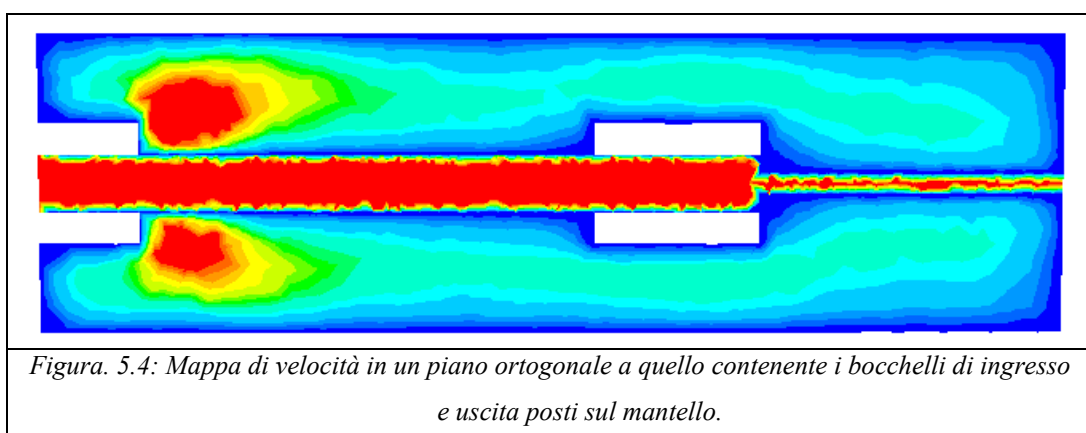 Figura. 5.4: Mappa di velocità in un piano ortogonale a quello contenente i bocchelli di ingresso
e uscita posti sul mantello.